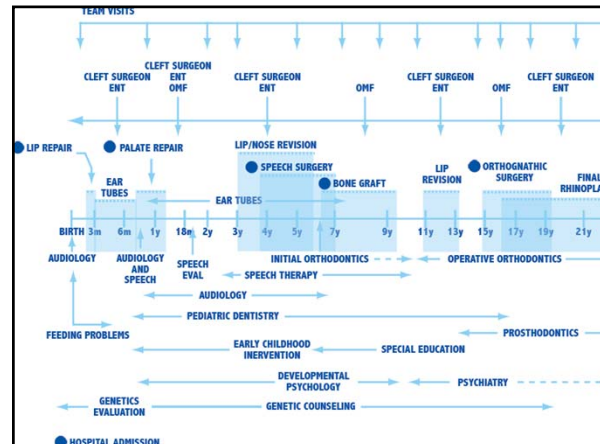 TEAM VISITS
CLEFT SURGEON
ENT
CLEFT SURGEON
ENT
OMF
CLEFT SURGEON
ENT
OMF
CLEFT SURGEON
ENT
OMF
CLEFT SURGEON
ENT
LIP REPAIR
PALATE REPAIR
LIP/NOSE REVISION
SPEECH SURGERY
BONE GRAFT
LIP
REVISION
ORTHOGNATHIC
SURGERY
FINAL
RHINOPLA
EAR
TUBES
EAR TUBES
BIRTH 3m 6m 1y 18m 2y 3y 4y 5y 7y 9y 11y 13y 15y 17y 19y 21y
AUDIOLOGY
AUDIOLOGY
AND
SPEECH
SPEECH
EVAL
INITIAL ORTHODONTICS
OPERATIVE ORTHODONTICS
SPEECH THERAPY
AUDIOLOGY
PEDIATRIC DENTISTRY
FEEDING PROBLEMS
PROSTHODONTICS
EARLY CHILDHOOD
INERVENTION
SPECIAL EDUCATION
DEVELOPMENTAL
PSYCHOLOGY
PSYCHIATRY
GENETICS
EVALUATION
GENETIC COUNSELING
HOSPITAL ADMISSION